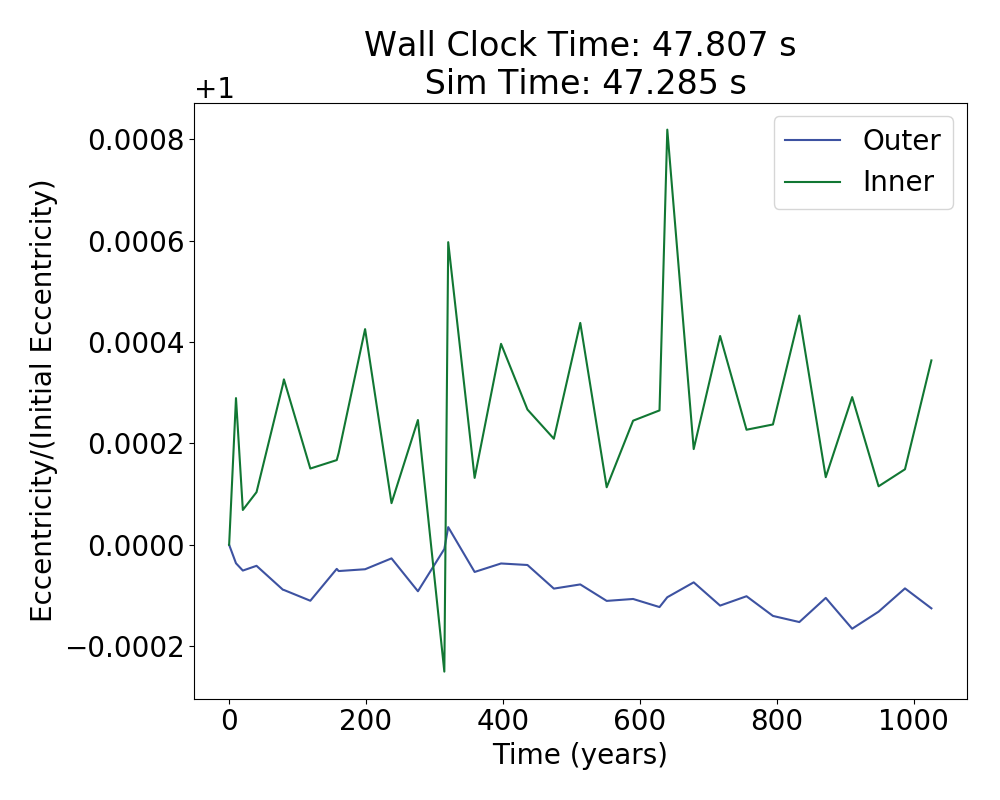 Wall Clock Time: 47.807 s
Sim Time: 47.285 s
+1
0.0008
0.0006
0.0004
0.0002
0.0000
−0.0002
Eccentricity/(Initial Eccentricity)
Outer
Inner
0 200 400 600 800 1000
Time (years)